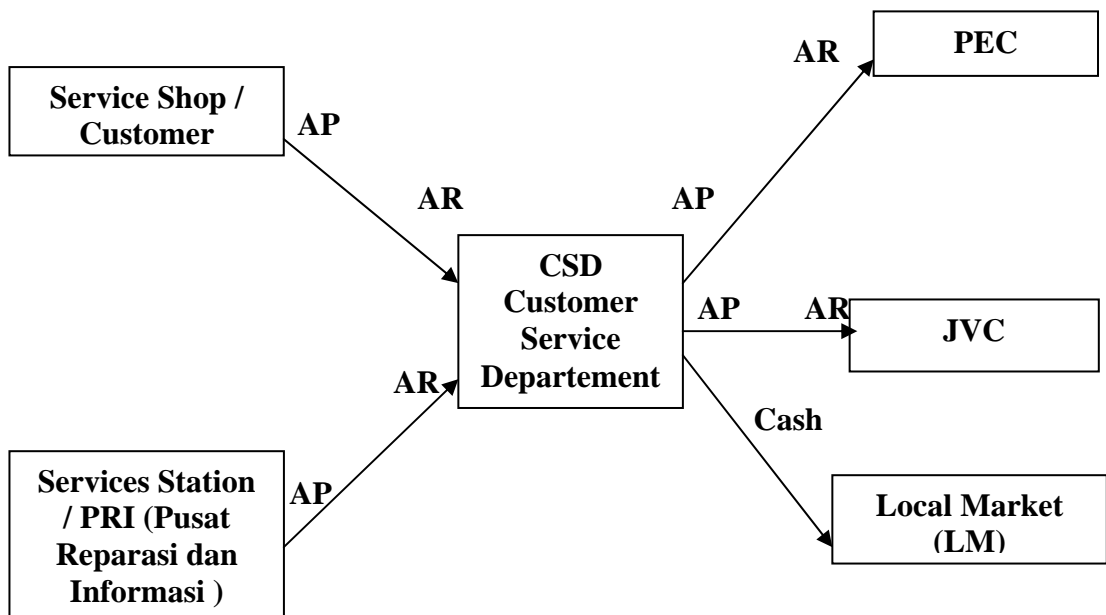 PEC
AR
Service Shop /
Customer
AP
AR
AP
CSD
Customer
Service
Departement
AP
AR
JVC
AR
Cash
Services Station
/ PRI (Pusat
Reparasi dan
Informasi )
AP
Local Market
(LM)